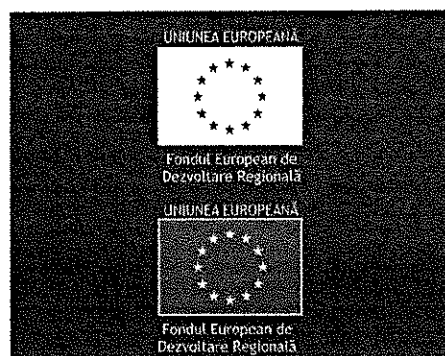 UNIUNEA EUROPEANĂ
Fondul European de
Dezvoltare Regională
UNIUNEA EUROPEANĂ
Fondul European de
Dezvoltare Regională